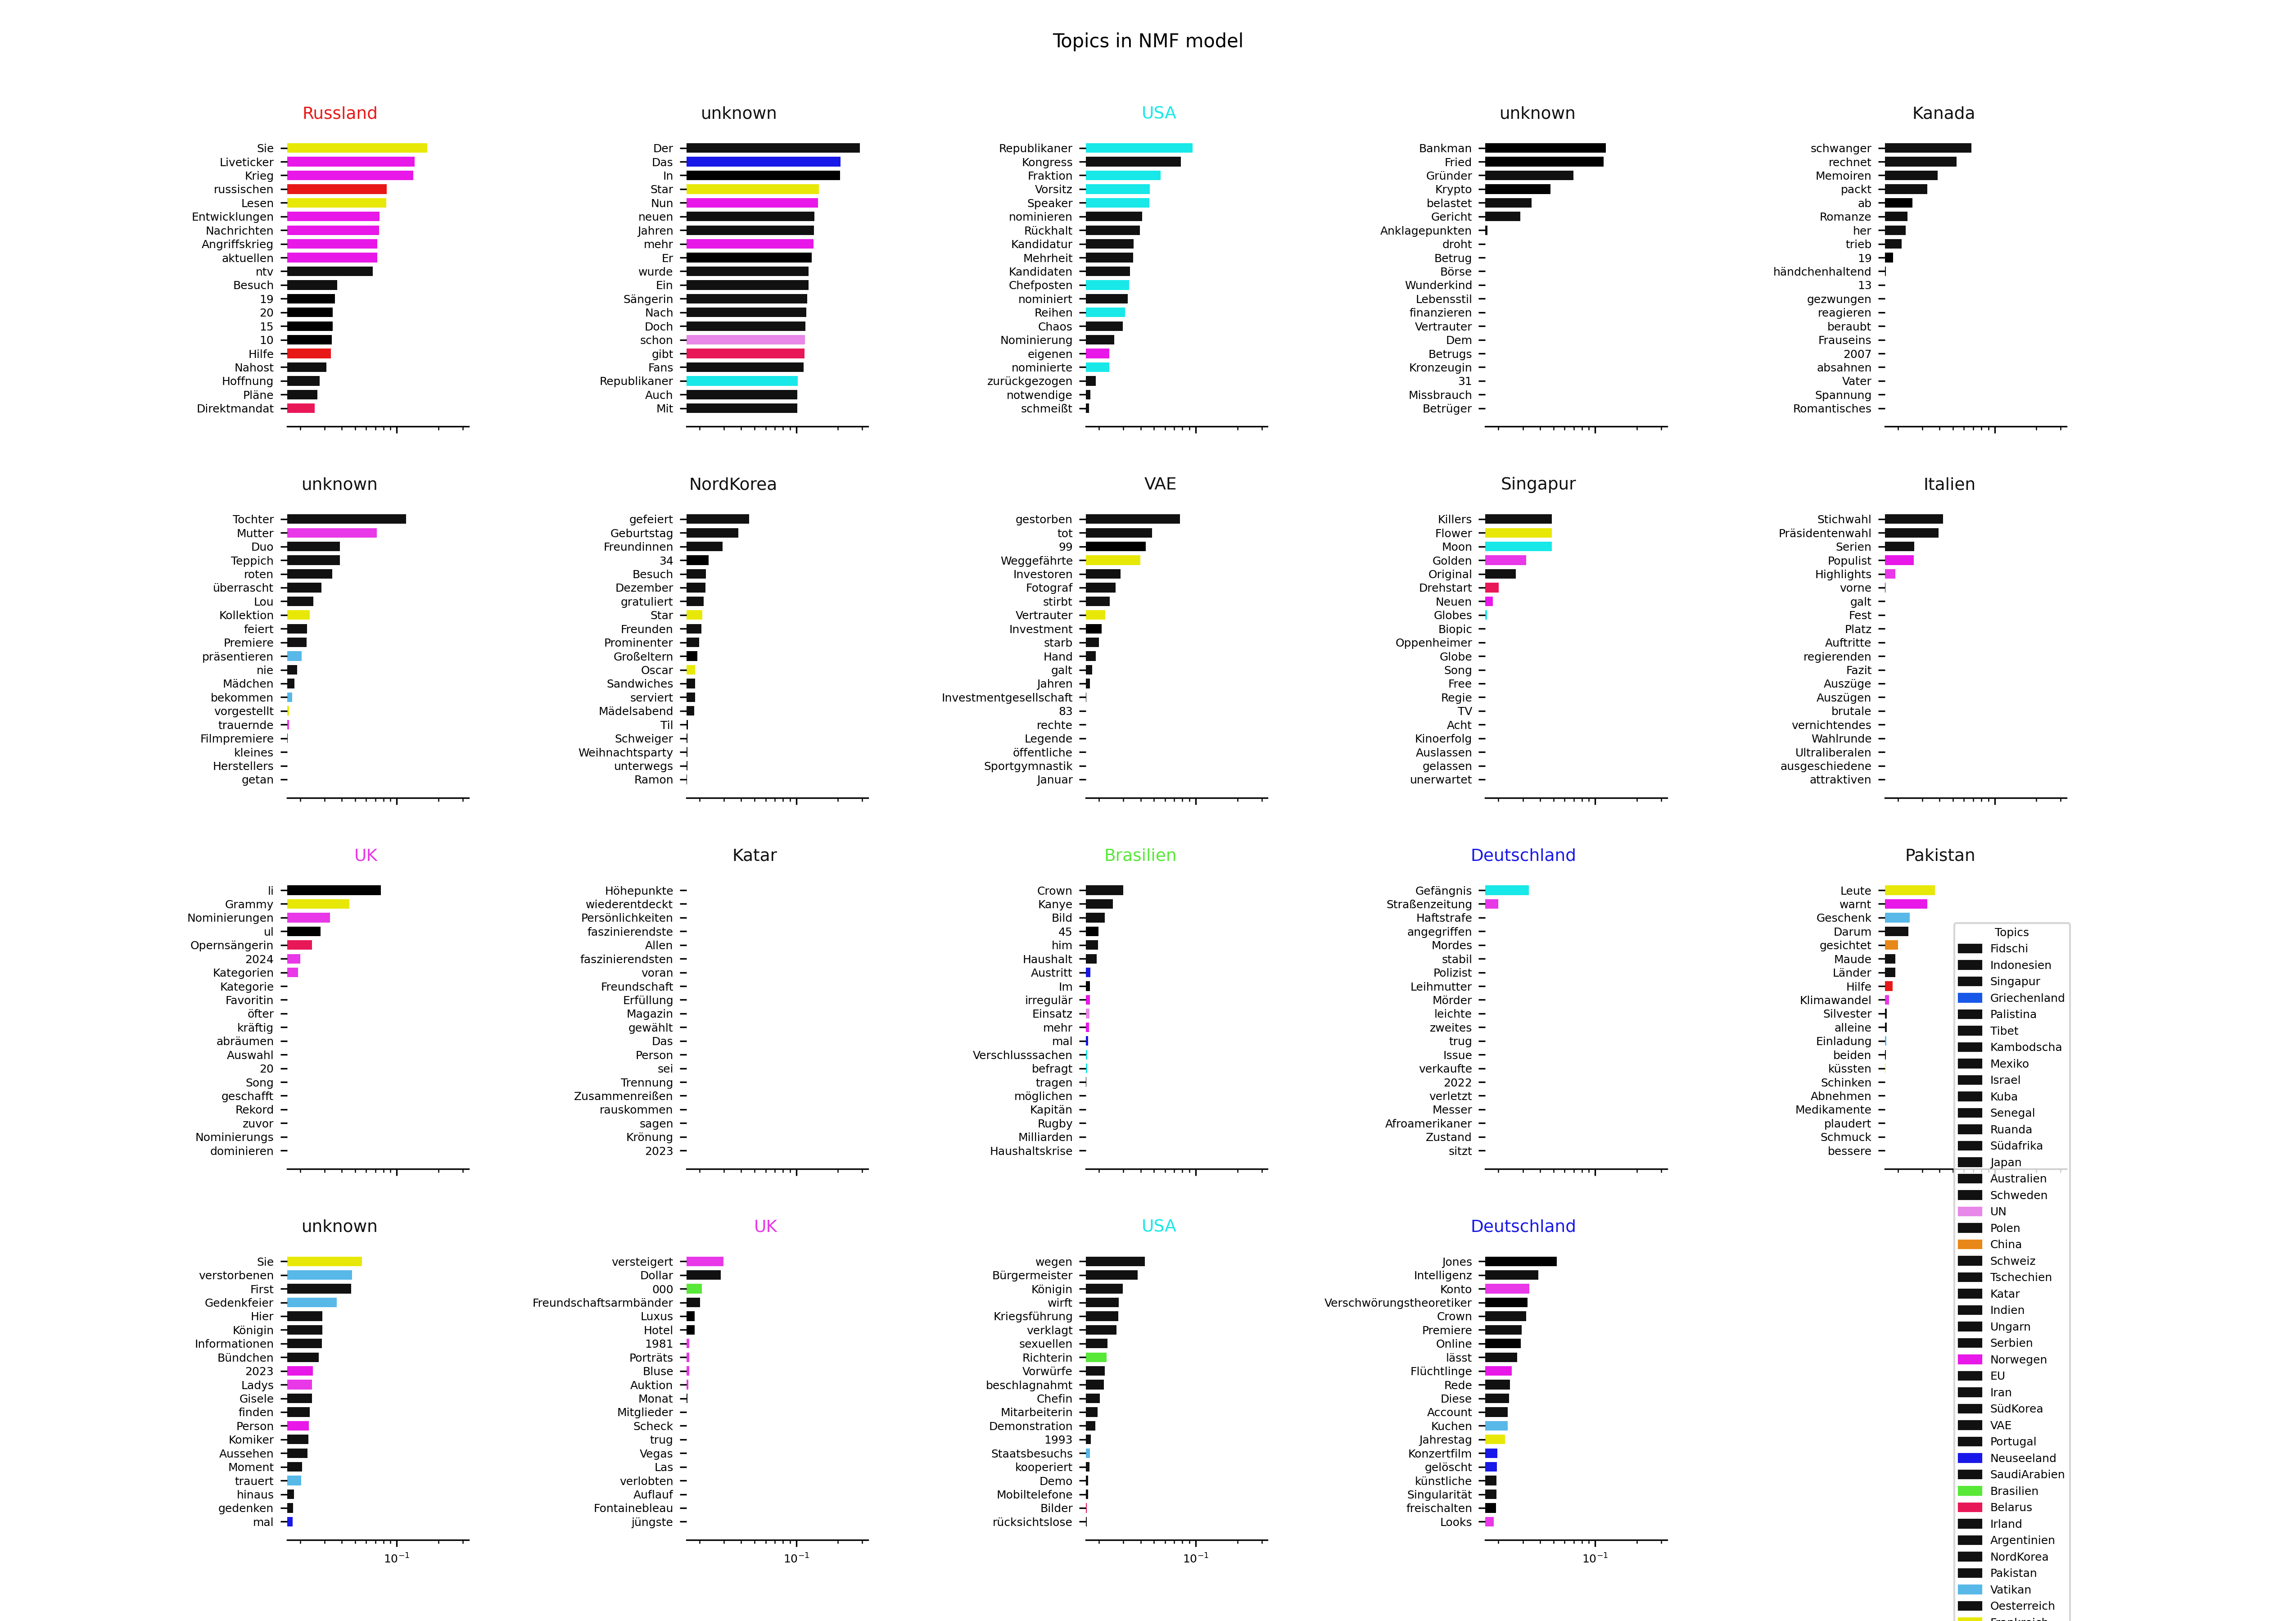 Topics in NMF model
Russland
Sie
Liveticker
Krieg
russischen
Lesen
Entwicklungen
Nachrichten
Angriffskrieg
aktuellen
ntv
Besuch
19
20
15
10
Hilfe
Nahost
Hoffnung
Pläne
Direktmandat
unknown
Der
Das
In
Star
Nun
neuen
Jahren
mehr
Er
wurde
Ein
Sängerin
Nach
Doch
schon
gibt
Fans
Republikaner
Auch
Mit
USA
Republikaner
Kongress
Fraktion
Vorsitz
Speaker
nominieren
Rückhalt
Kandidatur
Mehrheit
Kandidaten
Chefposten
nominiert
Reihen
Chaos
Nominierung
eigenen
nominierte
zurückgezogen
notwendige
schmeißt
unknown
Bankman
Fried
Gründer
Krypto
belastet
Gericht
Anklagepunkten
droht
Betrug
Börse
Wunderkind
Lebensstil
finanzieren
Vertrauter
Dem
Betrugs
Kronzeugin
31
Missbrauch
Betrüger
Kanada
schwanger
rechnet
Memoiren
packt
ab
Romanze
her
trieb
19
händchenhaltend
13
gezwungen
reagieren
beraubt
Frauseins
2007
absahnen
Vater
Spannung
Romantisches
unknown
Tochter
Mutter
Duo
Teppich
roten
überrascht
Lou
Kollektion
feiert
Premiere
präsentieren
nie
Mädchen
bekommen
vorgestellt
trauernde
Filmpremiere
kleines
Herstellers
getan
NordKorea
gefeiert
Geburtstag
Freundinnen
34
Besuch
Dezember
gratuliert
Star
Freunden
Prominenter
Großeltern
Oscar
Sandwiches
serviert
Mädelsabend
Til
Schweiger
Weihnachtsparty
unterwegs
Ramon
VAE
gestorben
tot
99
Weggefährte
Investoren
Fotograf
stirbt
Vertrauter
Investment
starb
Hand
galt
Jahren
Investmentgesellschaft
83
rechte
Legende
öffentliche
Sportgymnastik
Januar
Singapur
Killers
Flower
Moon
Golden
Original
Drehstart
Neuen
Globes
Biopic
Oppenheimer
Globe
Song
Free
Regie
TV
Acht
Kinoerfolg
Auslassen
gelassen
unerwartet
Italien
Stichwahl
Präsidentenwahl
Serien
Populist
Highlights
vorne
galt
Fest
Platz
Auftritte
regierenden
Fazit
Auszüge
Auszügen
brutale
vernichtendes
Wahlrunde
Ultraliberalen
ausgeschiedene
attraktiven
UK
li
Grammy
Nominierungen
ul
Opernsängerin
2024
Kategorien
Kategorie
Favoritin
öfter
kräftig
abräumen
Auswahl
20
Song
geschafft
Rekord
zuvor
Nominierungs
dominieren
Katar
Höhepunkte
wiederentdeckt
Persönlichkeiten
faszinierendste
Allen
faszinierendsten
voran
Freundschaft
Erfüllung
Magazin
gewählt
Das
Person
sei
Trennung
Zusammenreißen
rauskommen
sagen
Krönung
2023
Brasilien
Crown
Kanye
Bild
45
him
Haushalt
Austritt
Im
irregulär
Einsatz
mehr
mal
Verschlusssachen
befragt
tragen
möglichen
Kapitän
Rugby
Milliarden
Haushaltskrise
Deutschland
Gefängnis
Straßenzeitung
Haftstrafe
angegriffen
Mordes
stabil
Polizist
Leihmutter
Mörder
leichte
zweites
trug
Issue
verkaufte
2022
verletzt
Messer
Afroamerikaner
Zustand
sitzt
Pakistan
Leute
warnt
Geschenk
Darum
gesichtet
Maude
Länder
Hilfe
Klimawandel
Silvester
alleine
Einladung
beiden
küssten
Schinken
Abnehmen
Medikamente
plaudert
Schmuck
bessere
unknown
Sie
verstorbenen
First
Gedenkfeier
Hier
Königin
Informationen
Bündchen
2023
Ladys
Gisele
finden
Person
Komiker
Aussehen
Moment
trauert
hinaus
gedenken
mal
10⁻¹
UK
versteigert
Dollar
000
Freundschaftsarmbänder
Luxus
Hotel
1981
Porträts
Bluse
Auktion
Monat
Mitglieder
Scheck
trug
Vegas
Las
verlobten
Auflauf
Fontainebleau
jüngste
10⁻¹
USA
wegen
Bürgermeister
Königin
wirft
Kriegsführung
verklagt
sexuellen
Richterin
Vorwürfe
beschlagnahmt
Chefin
Mitarbeiterin
Demonstration
1993
Staatsbesuchs
kooperiert
Demo
Mobiltelefone
Bilder
rücksichtslose
10⁻¹
Deutschland
Jones
Intelligenz
Konto
Verschwörungstheoretiker
Crown
Premiere
Online
lässt
Flüchtlinge
Rede
Diese
Account
Kuchen
Jahrestag
Konzertfilm
gelöscht
künstliche
Singularität
freischalten
Looks
10⁻¹
Topics
Fidschi
Indonesien
Singapur
Griechenland
Palistina
Tibet
Kambodscha
Mexiko
Israel
Kuba
Senegal
Ruanda
Südafrika
Japan
Australien
Schweden
UN
Polen
China
Schweiz
Tschechien
Katar
Indien
Ungarn
Serbien
Norwegen
EU
Iran
SüdKorea
VAE
Portugal
Neuseeland
SaudiArabien
Brasilien
Belarus
Irland
Argentinien
NordKorea
Pakistan
Vatikan
Oesterreich
Frankreich